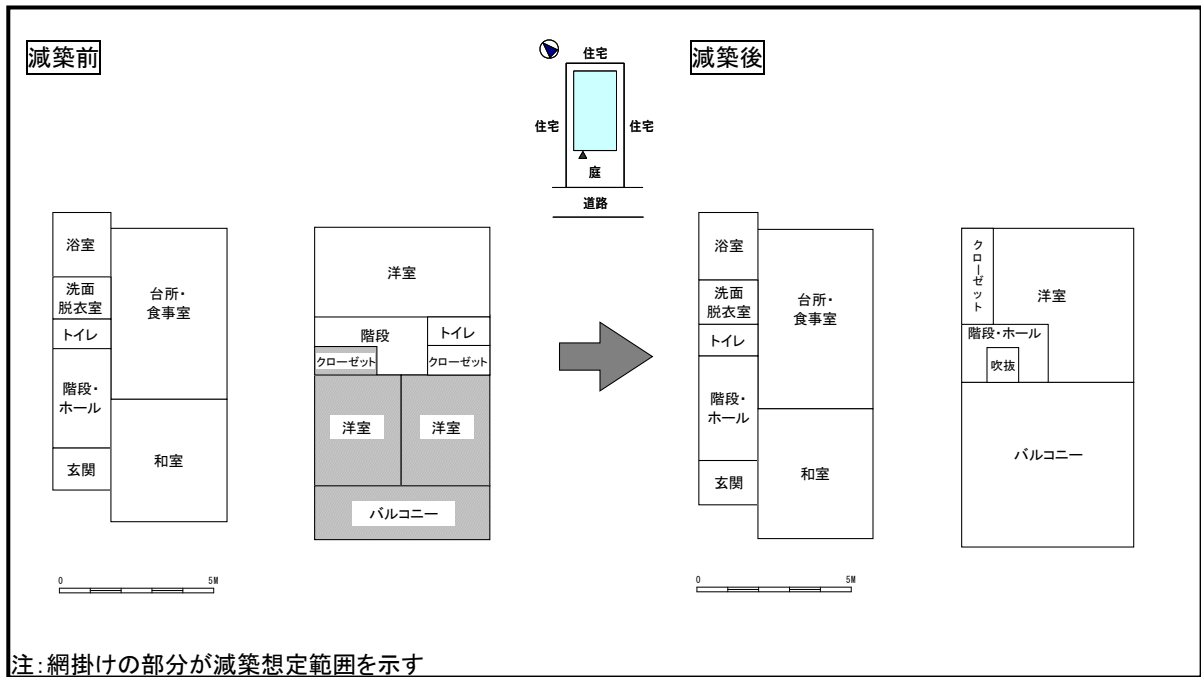 減築前
減築後
住宅
住宅
住宅
庭
道路
浴室
洗面
脱衣室
トイレ
階段・
ホール
玄関
台所・
食事室
和室
洋室
階段
トイレ
クローゼット
クローゼット
洋室
洋室
バルコニー
0
5M
浴室
洗面
脱衣室
トイレ
階段・
ホール
玄関
台所・
食事室
和室
クローゼット
洋室
階段・ホール
吹抜
バルコニー
0
5M
注：網掛けの部分が減築想定範囲を示す